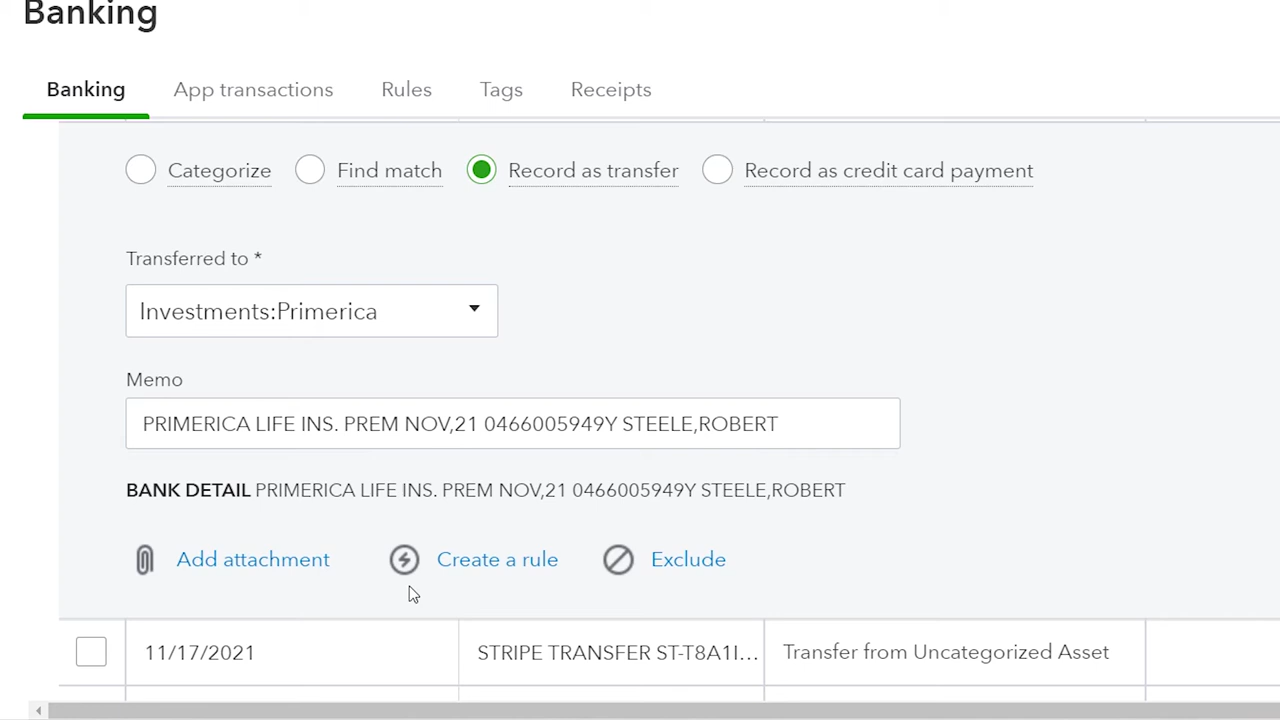 Banking
Banking App transactions Rules Tags Receipts
Categorize Find match Record as transfer Record as credit card payment
Transferred to *
Investments:Primerica
Memo
PRIMERICA LIFE INS. PREM NOV,21 0466005949Y STEELE,ROBERT
BANK DETAIL PRIMERICA LIFE INS. PREM NOV,21 0466005949Y STEELE,ROBERT
Add attachment Create a rule Exclude
11/17/2021 STRIPE TRANSFER ST-T8A1I... Transfer from Uncategorized Asset